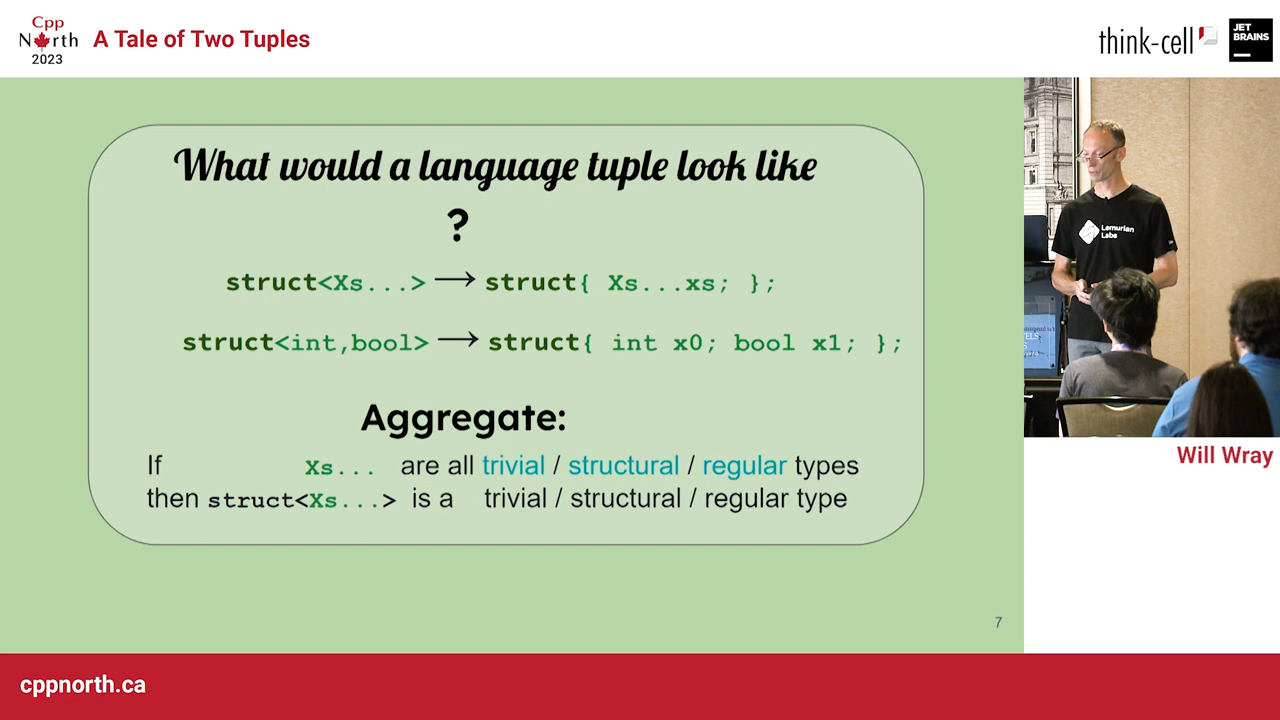 Cpp
North
2023
A Tale of Two Tuples
think-cell
JET
BRAINS
What would a language tuple look like
?
struct<Xs...> → struct{ Xs...xs; };
struct<int,bool> → struct{ int x0; bool x1; };
Aggregate:
If Xs... are all trivial / structural / regular types
then struct<Xs...> is a trivial / structural / regular type
7
Lemurian
Labs
Will Wray
cppnorth.ca